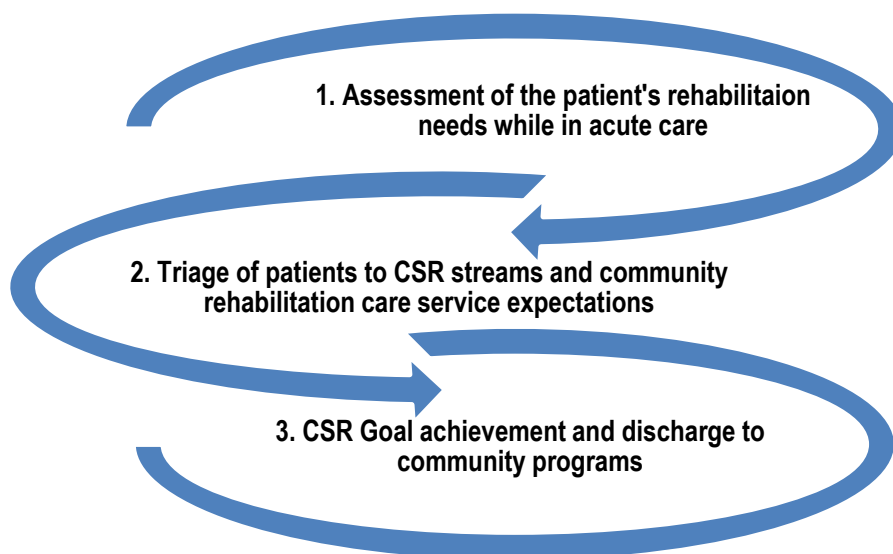 1. Assessment of the patient's rehabilitaion
needs while in acute care
2. Triage of patients to CSR streams and community
rehabilitation care service expectations
3. CSR Goal achievement and discharge to
community programs